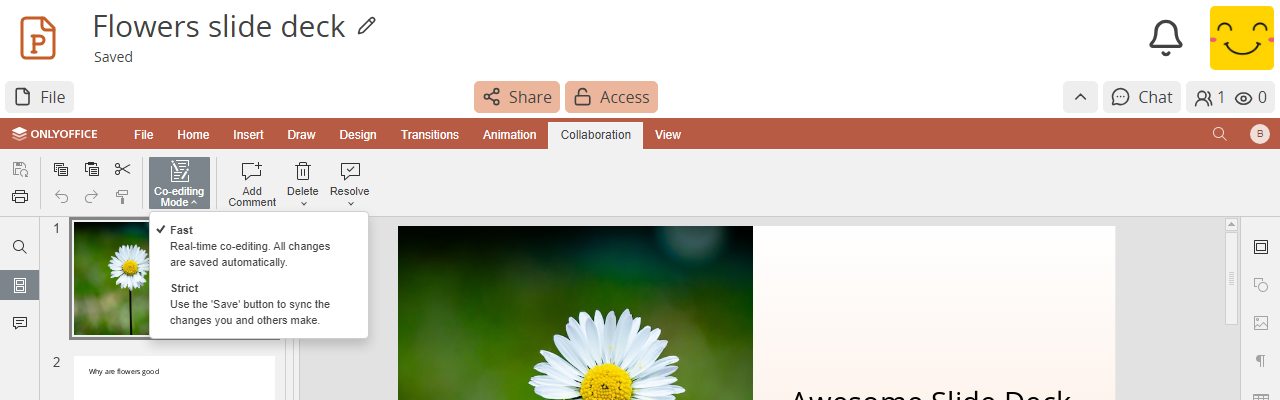 Flowers slide deck
Saved
File
Share
Access
Chat
1
0
ONLYOFFICE
File
Home
Insert
Draw
Design
Transitions
Animation
Collaboration
View
B
Co-editing
Mode
Add
Comment
Delete
Resolve
Fast
Real-time co-editing. All changes
are saved automatically.
Strict
Use the 'Save' button to sync the
changes you and others make.
1
2
Why are flowers good
Awesome Slide Deck